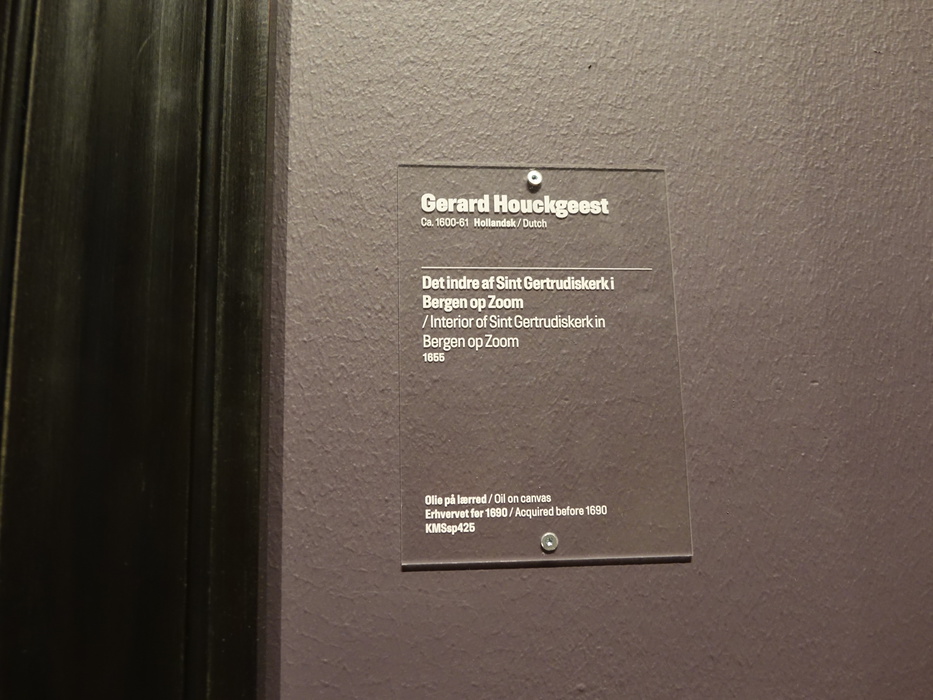 Gerard Houckgeest
Ca. 1600-61 Hollandsk / Dutch
Det indre af Sint Gertrudiskerk i
Bergen op Zoom
/ Interior of Sint Gertrudiskerk in
Bergen op Zoom
1655
Olie på lærred / Oil on canvas
Erhvervet før 1690 / Acquired before 1690
KMSsp425